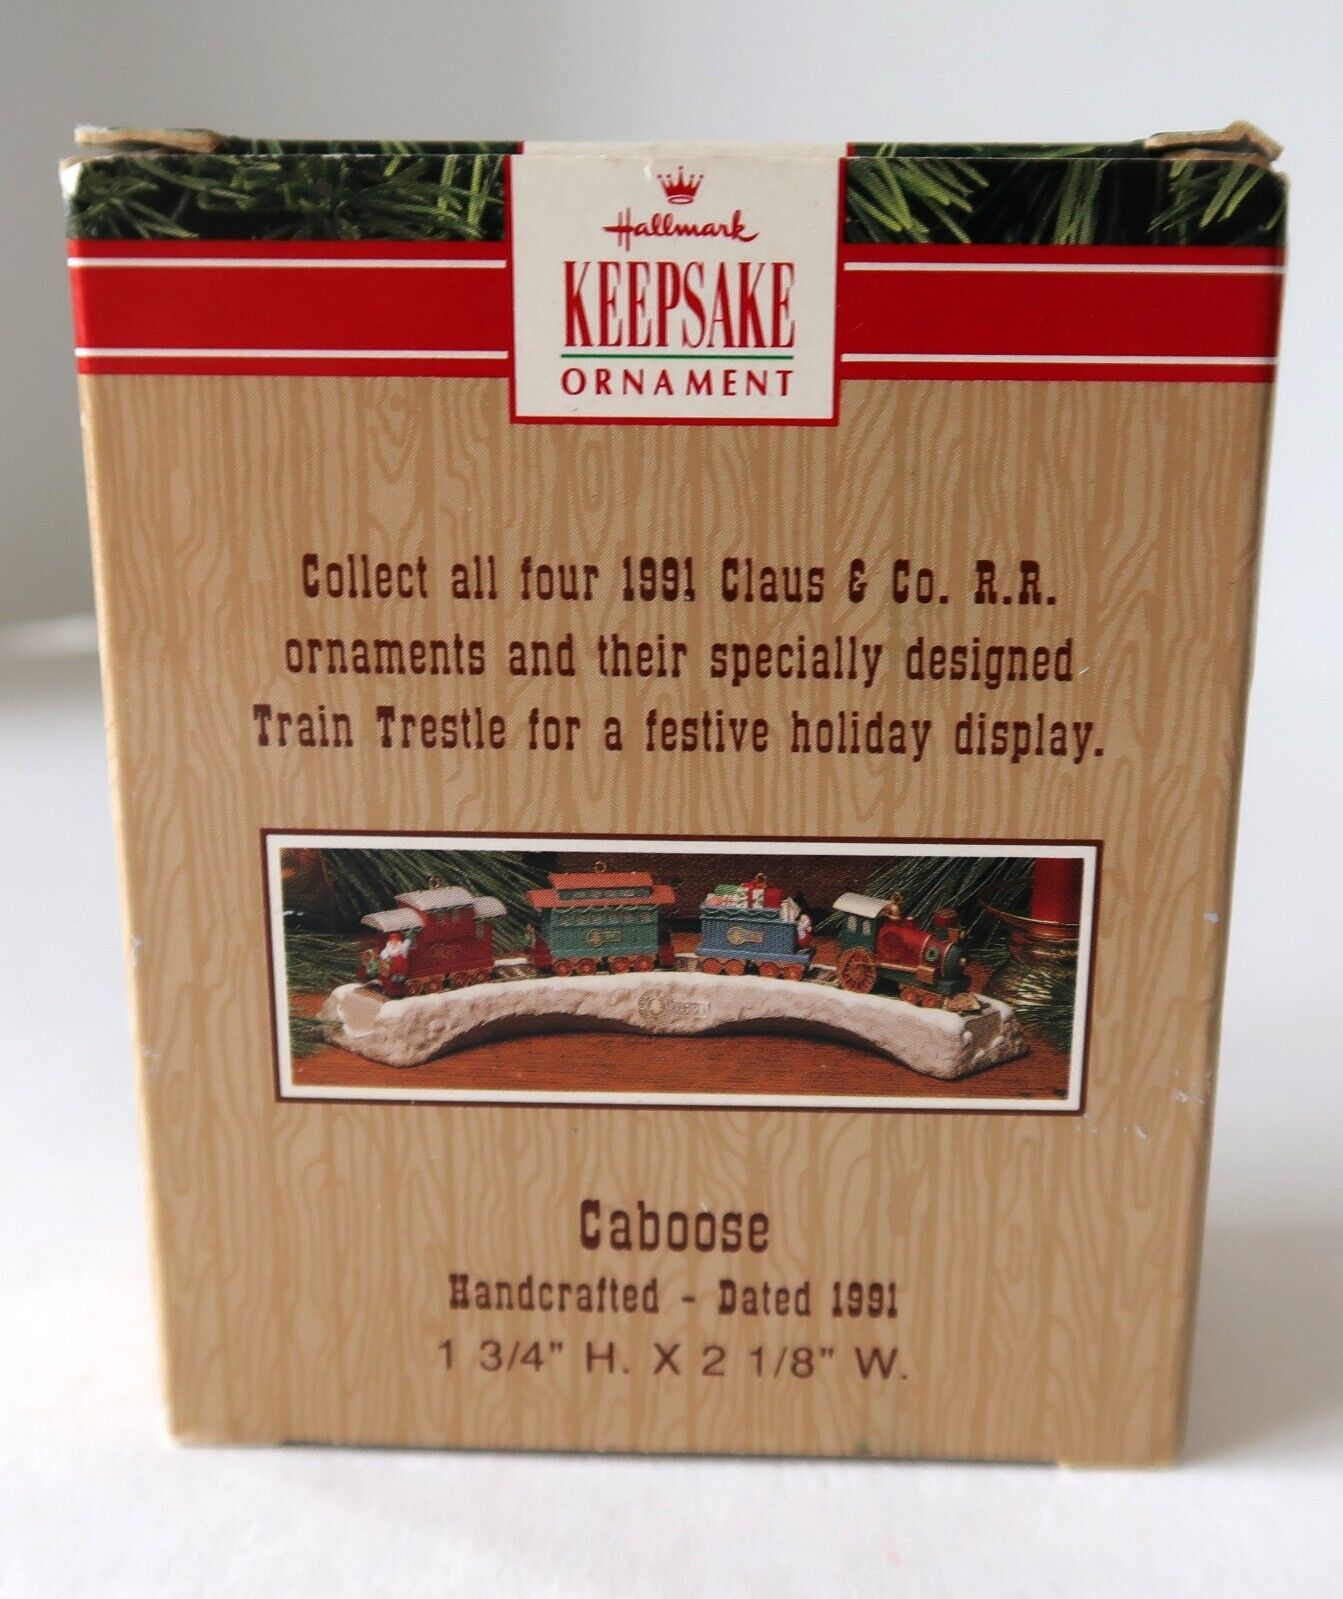 Hallmark
KEEPSAKE
ORNAMENT
Collect all four 1991 Claus & Co. R.R.
ornaments and their specially designed
Train Trestle for a festive holiday display.
Caboose
Handcrafted - Dated 1991
1 3/4" H. X 2 1/8" W.